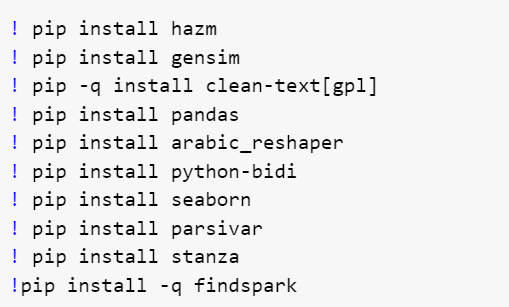 ! pip install hazm
! pip install gensim
! pip -q install clean-text[gpl]
! pip install pandas
! pip install arabic_reshaper
! pip install python-bidi
! pip install seaborn
! pip install parsivar
! pip install stanza
!pip install -q findspark